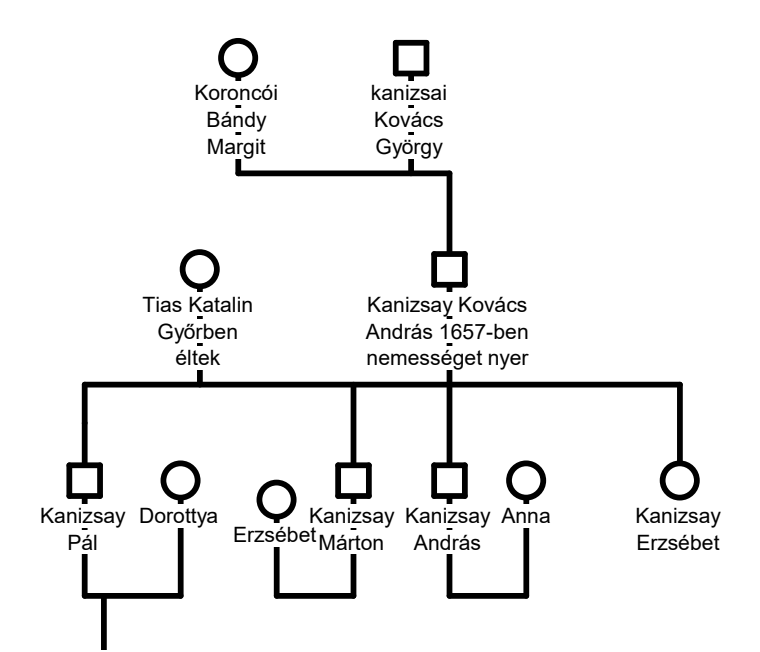 Koroncói
Bándy
Margit
kanizsai
Kovács
György
Tias Katalin
Győrben
éltek
Kanizsay Kovács
András 1657-ben
nemességet nyer
Kanizsay
Pál
Dorottya
Erzsébet
Kanizsay
Márton
Kanizsay
András
Anna
Kanizsay
Erzsébet